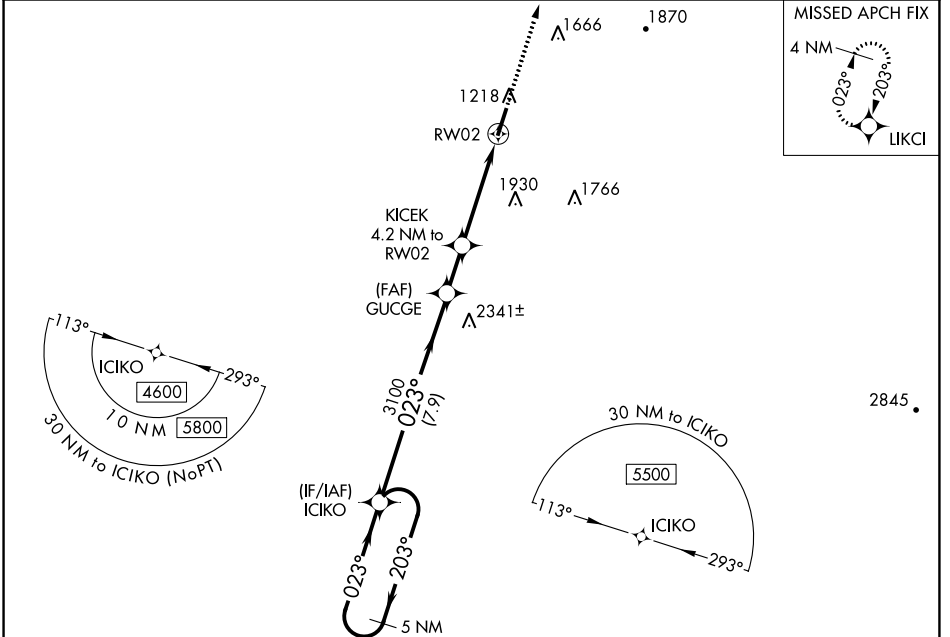 1666
1870
MISSED APCH FIX
4 NM
023°
203°
LIKCI
1218
RW02
1930
1766
KICEK
4.2 NM to
RW02
(FAF)
GUCGE
2341±
113°
ICIKO
293°
4600
10 NM
5800
30 NM to ICIKO (NoPT)
3100
023°
(7.9)
2845
30 NM to ICIKO
5500
113°
ICIKO
293°
(IF/IAF)
ICIKO
023°
203°
5 NM